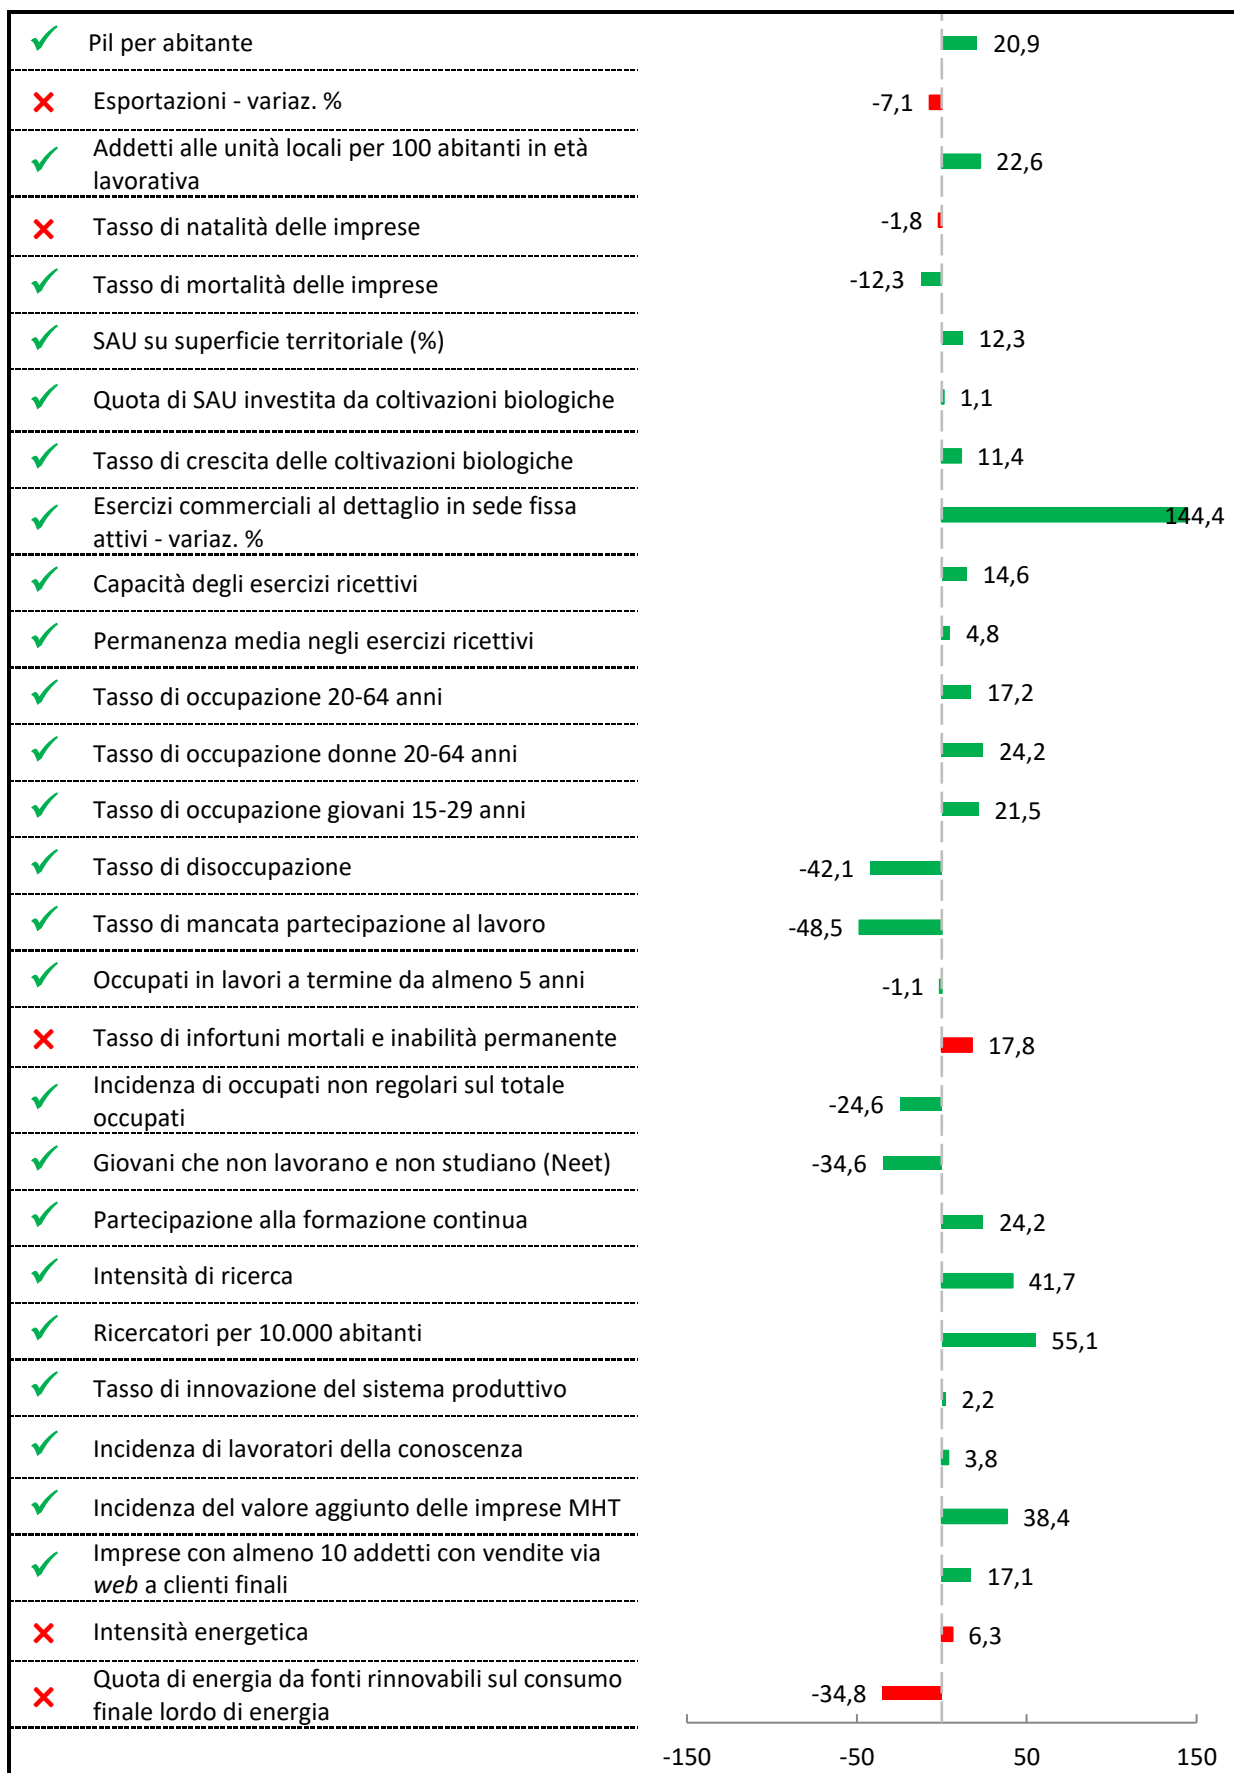 Pil per abitante 20,9
Esportazioni - variaz. % -7,1
Addetti alle unità locali per 100 abitanti in età
lavorativa 22,6
Tasso di natalità delle imprese -1,8
Tasso di mortalità delle imprese -12,3
SAU su superficie territoriale (%) 12,3
Quota di SAU investita da coltivazioni biologiche 1,1
Tasso di crescita delle coltivazioni biologiche 11,4
Esercizi commerciali al dettaglio in sede fissa
attivi - variaz. % 144,4
Capacità degli esercizi ricettivi 14,6
Permanenza media negli esercizi ricettivi 4,8
Tasso di occupazione 20-64 anni 17,2
Tasso di occupazione donne 20-64 anni 24,2
Tasso di occupazione giovani 15-29 anni 21,5
Tasso di disoccupazione -42,1
Tasso di mancata partecipazione al lavoro -48,5
Occupati in lavori a termine da almeno 5 anni -1,1
Tasso di infortuni mortali e inabilità permanente 17,8
Incidenza di occupati non regolari sul totale
occupati -24,6
Giovani che non lavorano e non studiano (Neet) -34,6
Partecipazione alla formazione continua 24,2
Intensità di ricerca 41,7
Ricercatori per 10.000 abitanti 55,1
Tasso di innovazione del sistema produttivo 2,2
Incidenza di lavoratori della conoscenza 3,8
Incidenza del valore aggiunto delle imprese MHT 38,4
Imprese con almeno 10 addetti con vendite via
web a clienti finali 17,1
Intensità energetica 6,3
Quota di energia da fonti rinnovabili sul consumo
finale lordo di energia -34,8
-150 -50 50 150